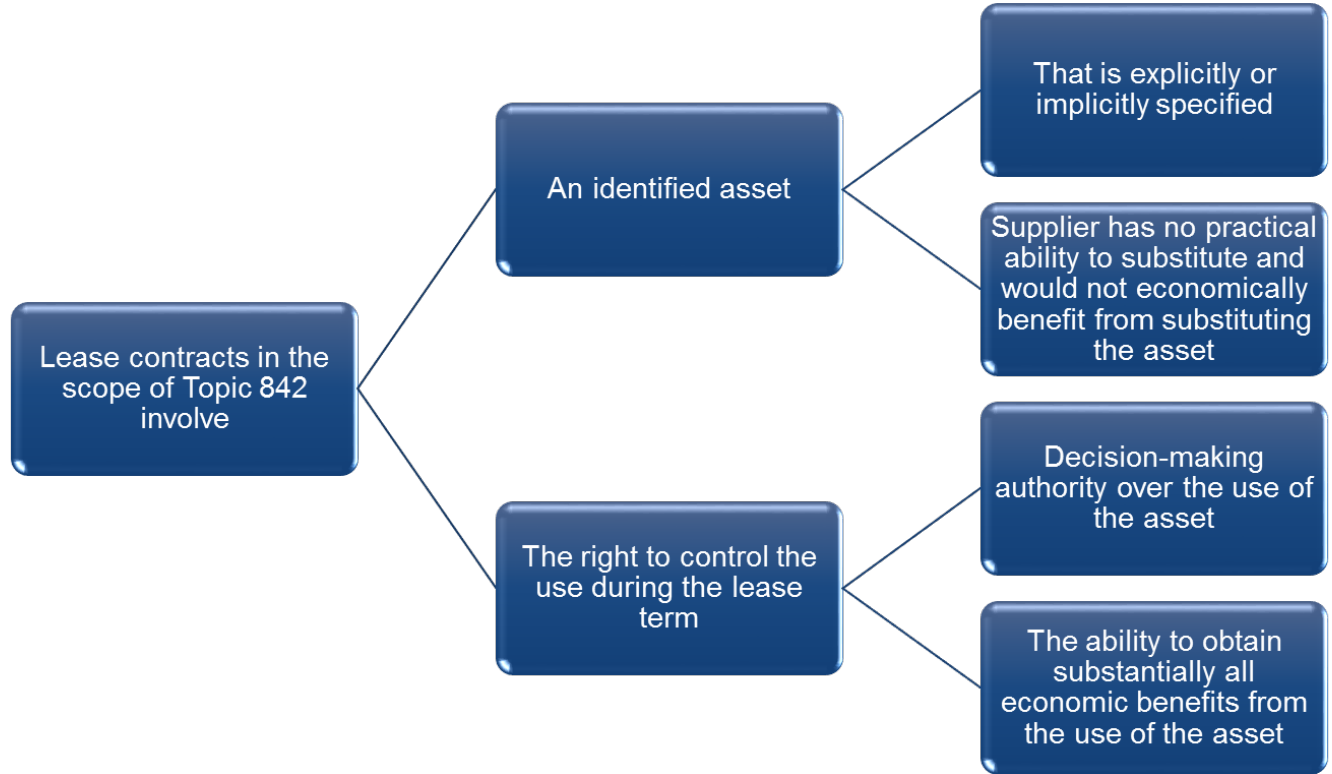 Lease contracts in the
scope of Topic 842
involve
An identified asset
That is explicitly or
implicitly specified
Supplier has no practical
ability to substitute and
would not economically
benefit from substituting
the asset
The right to control the
use during the lease
term
Decision-making
authority over the use of
the asset
The ability to obtain
substantially all
economic benefits from
the use of the asset